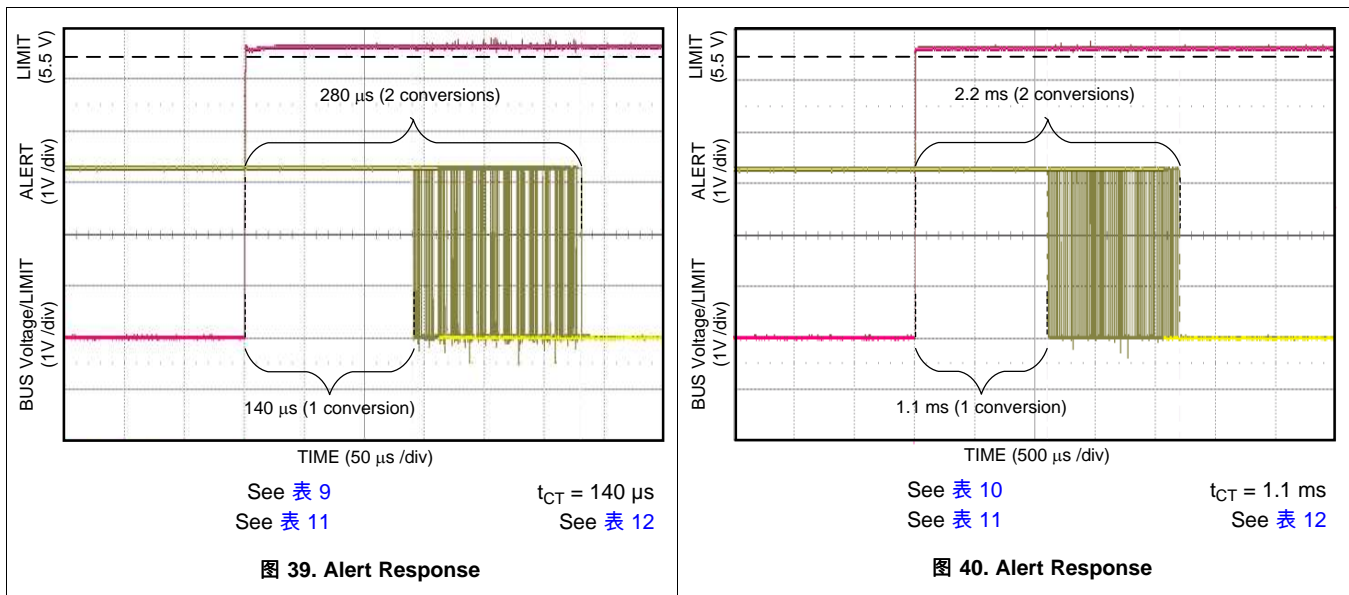 LIMIT
(5.5 V)
ALERT
(1V /div)
BUS Voltage/LIMIT
(1V /div)
280 μs (2 conversions)
140 μs (1 conversion)
TIME (50 μs /div)
See 表 9
t_CT = 140 μs
See 表 11
See 表 12
图 39. Alert Response
LIMIT
(5.5 V)
ALERT
(1V /div)
BUS Voltage/LIMIT
(1V /div)
2.2 ms (2 conversions)
1.1 ms (1 conversion)
TIME (500 μs /div)
See 表 10
t_CT = 1.1 ms
See 表 11
See 表 12
图 40. Alert Response